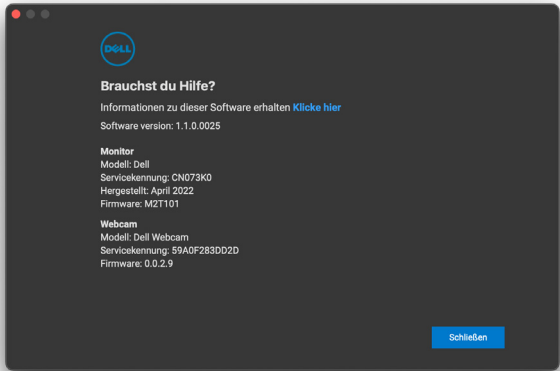 DELL
Brauchst du Hilfe?
Informationen zu dieser Software erhalten Klicke hier
Software version: 1.1.0.0025
Monitor
Modell: Dell
Servicekennung: CN073K0
Hergestellt: April 2022
Firmware: M2T101
Webcam
Modell: Dell Webcam
Servicekennung: 59A0F283DD2D
Firmware: 0.0.2.9
Schließen